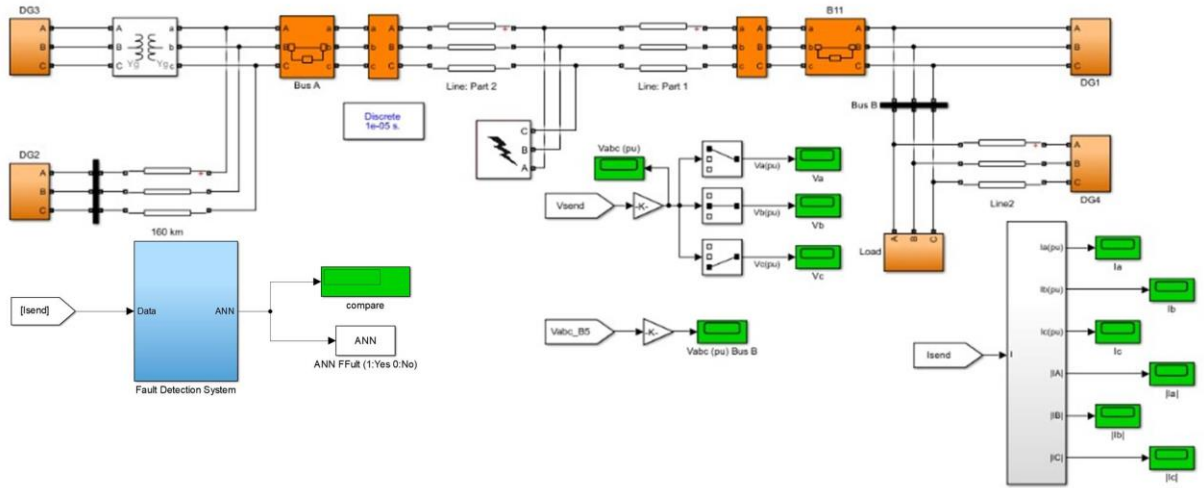 DG3
A
B
C
A
B
C
Yg
Yg
a
b
c
A
B
C
a
b
c
Bus A
A
B
C
a
b
c
Line: Part 2
Line: Part 1
a
b
c
A
B
C
B11
A
B
C
a
b
c
A
B
C
DG1
Discrete
1e-05 s.
C
B
A
Bus B
DG2
A
B
C
160 km
Vabc (pu)
Vsend
-K-
Va(pu)
Va
Vb(pu)
Vb
Vc(pu)
Vc
A
B
C
DG4
Line2
A
B
C
Load
[Isend]
Data
ANN
Fault Detection System
compare
ANN
ANN FFult (1:Yes 0:No)
Vabc_B5
-K-
Vabc (pu) Bus B
Isend
I
Ia(pu)
Ia
Ib(pu)
Ib
Ic(pu)
Ic
|IA|
|Ia|
|IB|
|Ib|
|IC|
|Ic|